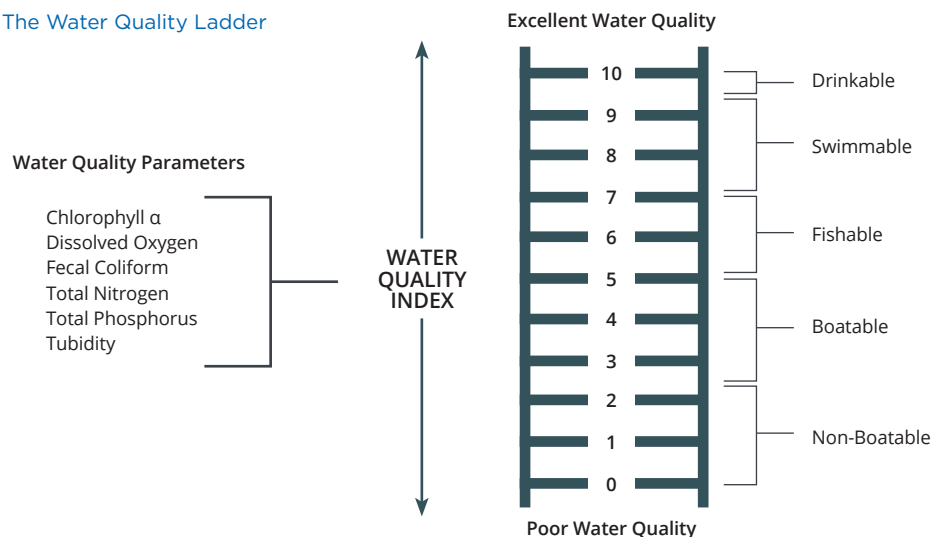 The Water Quality Ladder
Excellent Water Quality
Water Quality Parameters
Chlorophyll α
Dissolved Oxygen
Fecal Coliform
Total Nitrogen
Total Phosphorus
Tubidity
WATER
QUALITY
INDEX
10
9
8
7
6
5
4
3
2
1
0
Poor Water Quality
Drinkable
Swimmable
Fishable
Boatable
Non-Boatable